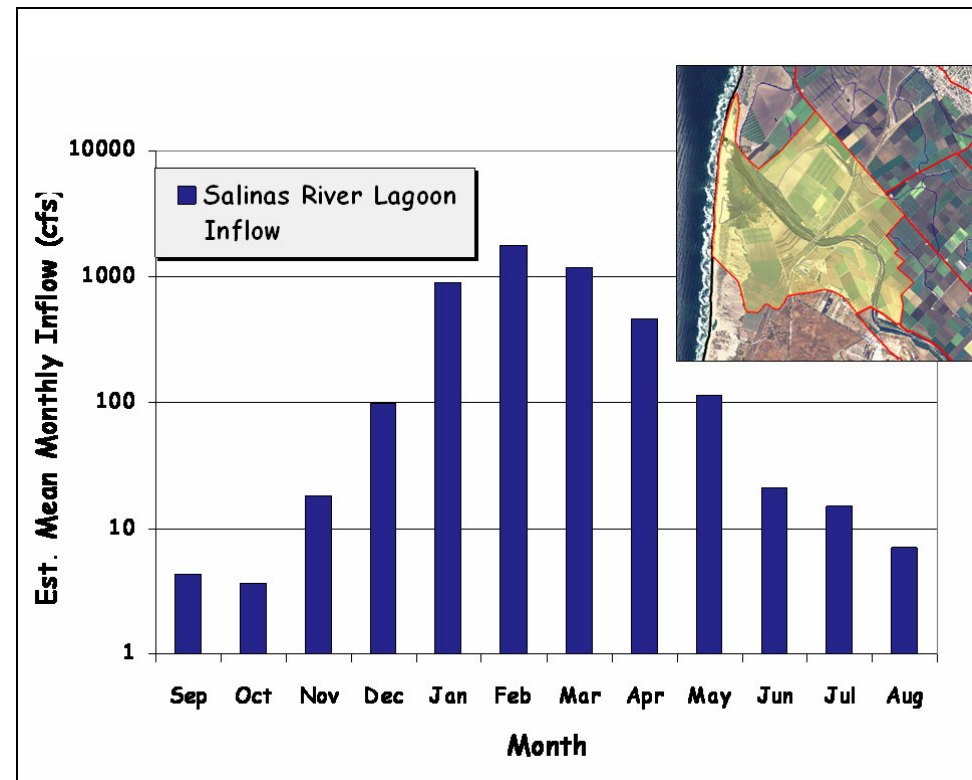 10000
1000
100
10
1
Est. Mean Monthly Inflow (cfs)
Salinas River Lagoon
Inflow
Sep Oct Nov Dec Jan Feb Mar Apr May Jun Jul Aug
Month